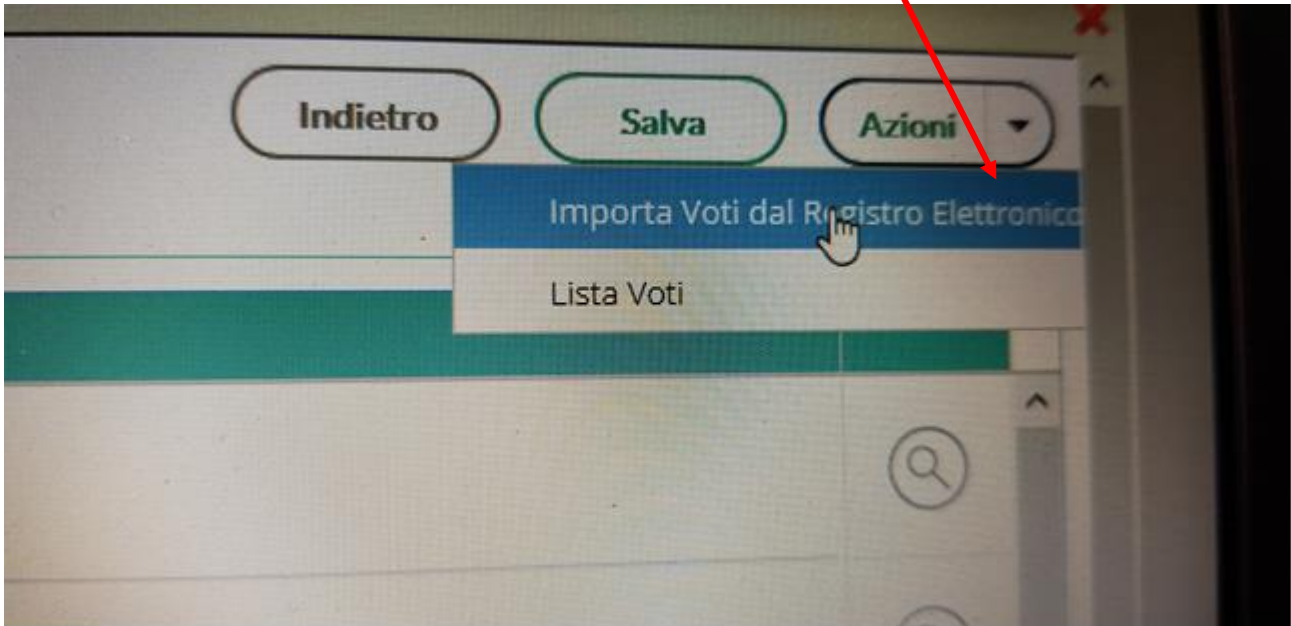 Indietro Salva Azioni
Importa Voti dal Registro Elettronico
Lista Voti